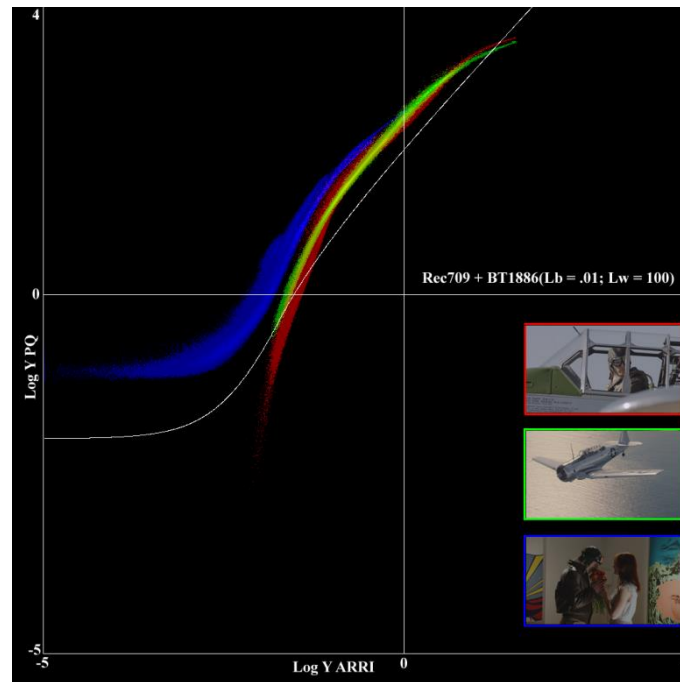 4
Rec709 + BT1886(Lb = .01; Lw = 100)
0
Log Y PQ
-5
-5
0
Log Y ARRI